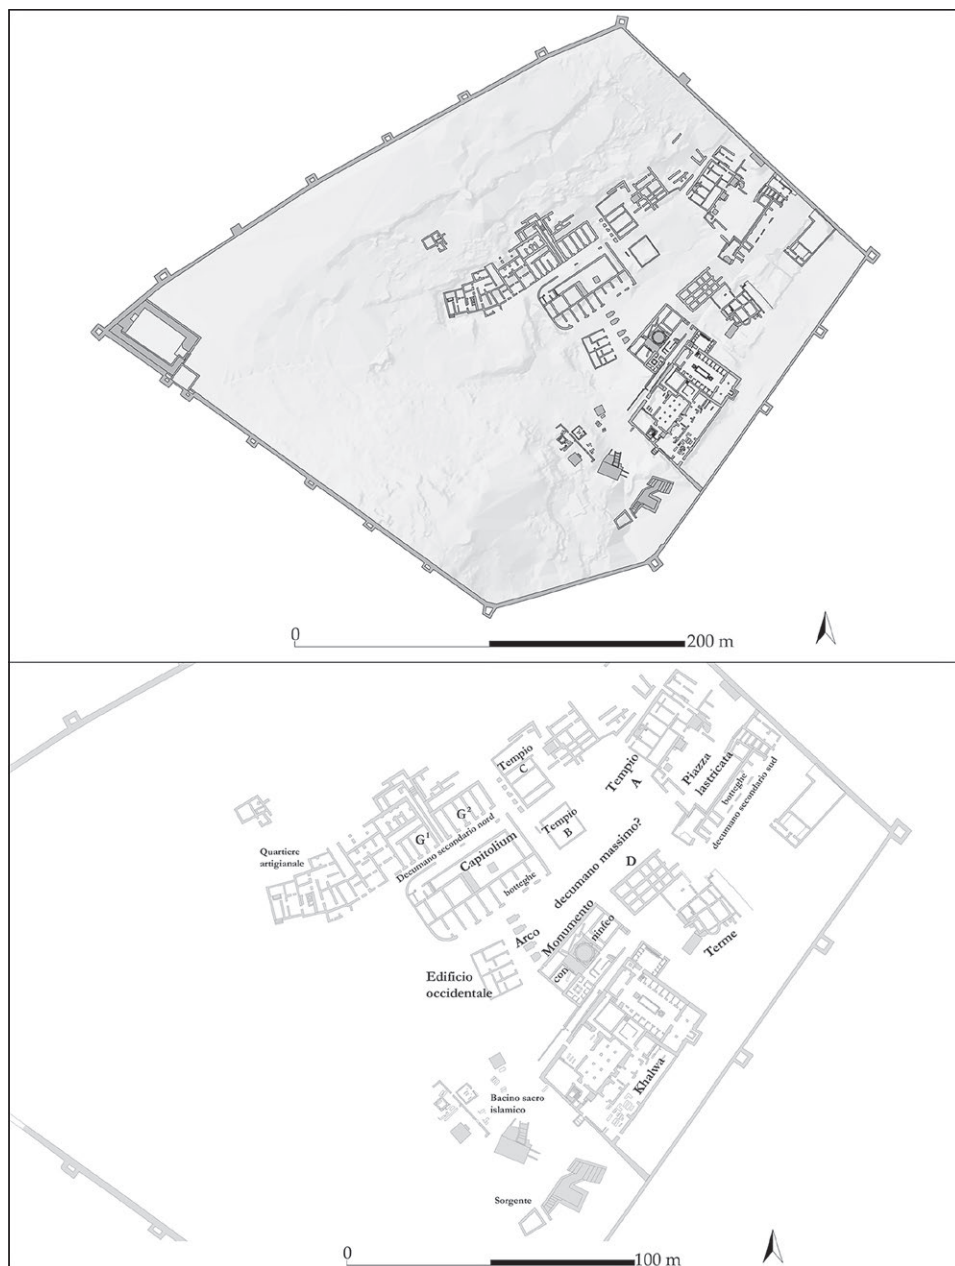 0
200 m
Tempio
C
Tempio
A
Piazza
lastricata
botteghe
decumano secondario sud
G²
G¹
Decumano secondario nord
Tempio
B
Quartiere
artigianale
Capitolium
botteghe
decumano massimo?
D
Arco
Monumento
con ninfeo
Terme
Edificio
occidentale
Khalwa
Bacino sacro
islamico
Sorgente
0
100 m